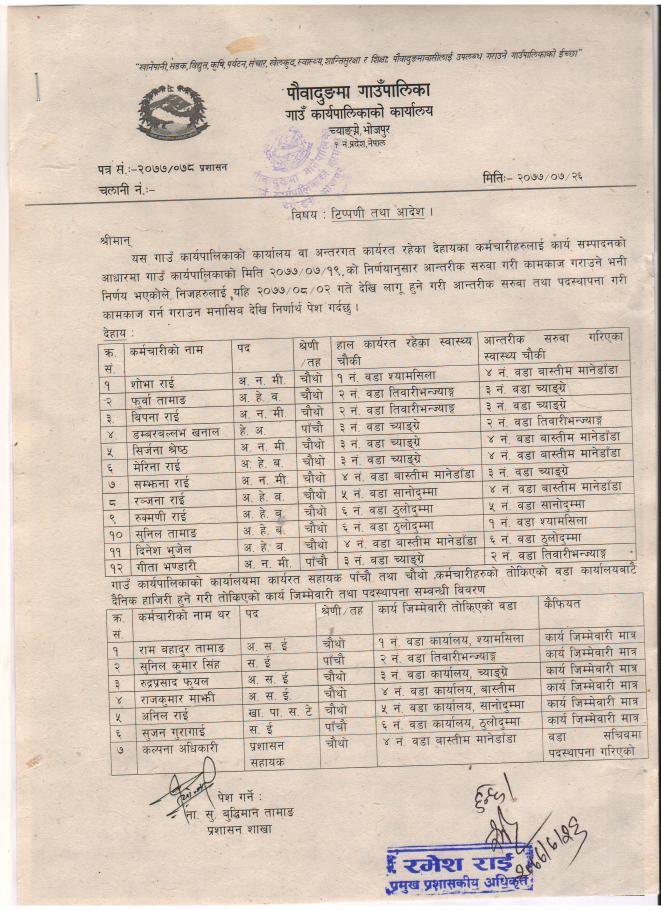 "खानेपानी, सडक, विद्युत, कृषि, पर्यटन, संचार, खेलकुद, स्वास्थ्य, शान्तिसुरक्षा र शिक्षा: पौवादुङमावासीलाई उपलब्ध गराउने गाउँपालिकाको ईच्छा"
पौवादुङमा गाउँपालिका
गाउँ कार्यपालिकाको कार्यालय
च्याङ्ग्रे, भोजपुर
१ नं. प्रदेश, नेपाल
पत्र सं.:-२०७७/०७८ प्रशासन
मितिः- २०७७/०७/२६
चलानी नं.:-
विषय : टिप्पणी तथा आदेश ।
श्रीमान्
यस गाउँ कार्यपालिकाको कार्यालय वा अन्तरगत कार्यरत रहेका देहायका कर्मचारीहरुलाई कार्य सम्पादनको
आधारमा गाउँ कार्यपालिकाको मिति २०७७/०७/१९, को निर्णयानुसार आन्तरीक सरुवा गरी कामकाज गराउने भनी
निर्णय भएकोले, निजहरुलाई यहि २०७७/०८/०२ गते देखि लागू हुने गरी आन्तरीक सरुवा तथा पदस्थापना गरी
कामकाज गर्न गराउन मनासिब देखि निर्णार्थ पेश गर्दछु ।
देहाय :
क्र. सं. कर्मचारीको नाम पद श्रेणी /तह हाल कार्यरत रहेका स्वास्थ्य चौकी आन्तरीक सरुवा गरिएका स्वास्थ्य चौकी
१ शोभा राई अ. न. मी. चौथो १ नं. वडा श्यामसिला ४ नं. वडा बास्तीम मानेडाँडा
२ फुर्वा तामाङ अ. हे. ब. चौथो २ नं. वडा तिवारीभन्ज्याङ्ग ३ नं. वडा च्याङ्ग्रे
३. बिपना राई अ. न. मी. चौथो २ नं. वडा तिवारीभन्ज्याङ्ग ३ नं. वडा च्याङ्ग्रे
४. डम्बरबल्लभ खनाल हे. अ. पाँचौ ३ नं. वडा च्याङ्ग्रे २ नं. वडा तिवारीभन्ज्याङ्ग
५ सिर्जना श्रेष्ठ अ. न. मी. चौथो ३ नं. वडा च्याङ्ग्रे ४ नं. वडा बास्तीम मानेडाँडा
६ मेरिना राई अ. हे. ब. चौथो ३ नं. वडा च्याङ्ग्रे ४ नं. वडा बास्तीम मानेडाँडा
७ सम्झना राई अ. न. मी. चौथो ४ नं. वडा बास्तीम मानेडाँडा ३ नं. वडा च्याङ्ग्रे
८ रञ्जना राई अ. हे. ब. चौथो ५ नं. वडा सानोदुम्मा ४ नं. वडा बास्तीम मानेडाँडा
९ रुक्मणी राई अ. हे. ब. चौथो ६ नं. वडा ठुलोदुम्मा ५ नं. वडा सानोदुम्मा
१० सुनिल तामाङ अ. हे. ब. चौथो ६ नं. वडा ठुलोदुम्मा १ नं. वडा श्यामसिला
११ दिनेश भुजेल अ. हे. ब. चौथो ४ नं. वडा बास्तीम मानेडाँडा ६ नं. वडा ठुलोदुम्मा
१२ गीता भण्डारी अ. न. मी. पाँचौ ३ नं. वडा च्याङ्ग्रे २ नं. वडा तिवारीभन्ज्याङ्ग
गाउँ कार्यपालिकाको कार्यालयमा कार्यरत सहायक पाँचौ तथा चौथो कर्मचारीहरुको तोकिएको वडा कार्यालयबाटै
दैनिक हाजिरी हुने गरी तोकिएको कार्य जिम्मेवारी तथा पदस्थापना सम्वन्धी बिवरण
क्र. सं. कर्मचारीको नाम थर पद श्रेणी/तह कार्य जिम्मेवारी तोकिएको वडा कैफियत
१ राम बहादुर तामाङ अ. स. ई चौथो १ नं. वडा कार्यालय, श्यामसिला कार्य जिम्मेवारी मात्र
२ सुनिल कुमार सिंह स. ई पाँचौ २ नं. वडा तिवारीभन्ज्याङ्ग कार्य जिम्मेवारी मात्र
३ रुद्रप्रसाद फुयल अ. स. ई चौथो ३ नं. वडा कार्यालय, च्याङ्ग्रे कार्य जिम्मेवारी मात्र
४ राजकुमार माझी अ. स. ई. चौथो ४ नं. वडा कार्यालय, बास्तीम कार्य जिम्मेवारी मात्र
५ अनिल राई खा. पा. स. टे चौथो ५ नं. वडा कार्यालय, सानोदुम्मा कार्य जिम्मेवारी मात्र
६ सुजन गुरागाई स. ई पाँचौ ६ नं. वडा कार्यालय, ठुलोदुम्मा कार्य जिम्मेवारी मात्र
७ कल्पना अधिकारी प्रशासन सहायक चौथो ४ नं. वडा बास्तीम मानेडाँडा वडा सचिवमा पदस्थापना गरिएको
पेश गर्ने :
ना. सु. बुद्धिमान तामाङ
प्रशासन शाखा
हुन्छ ।
रमेश राई
प्रमुख प्रशासकीय अधिकृत